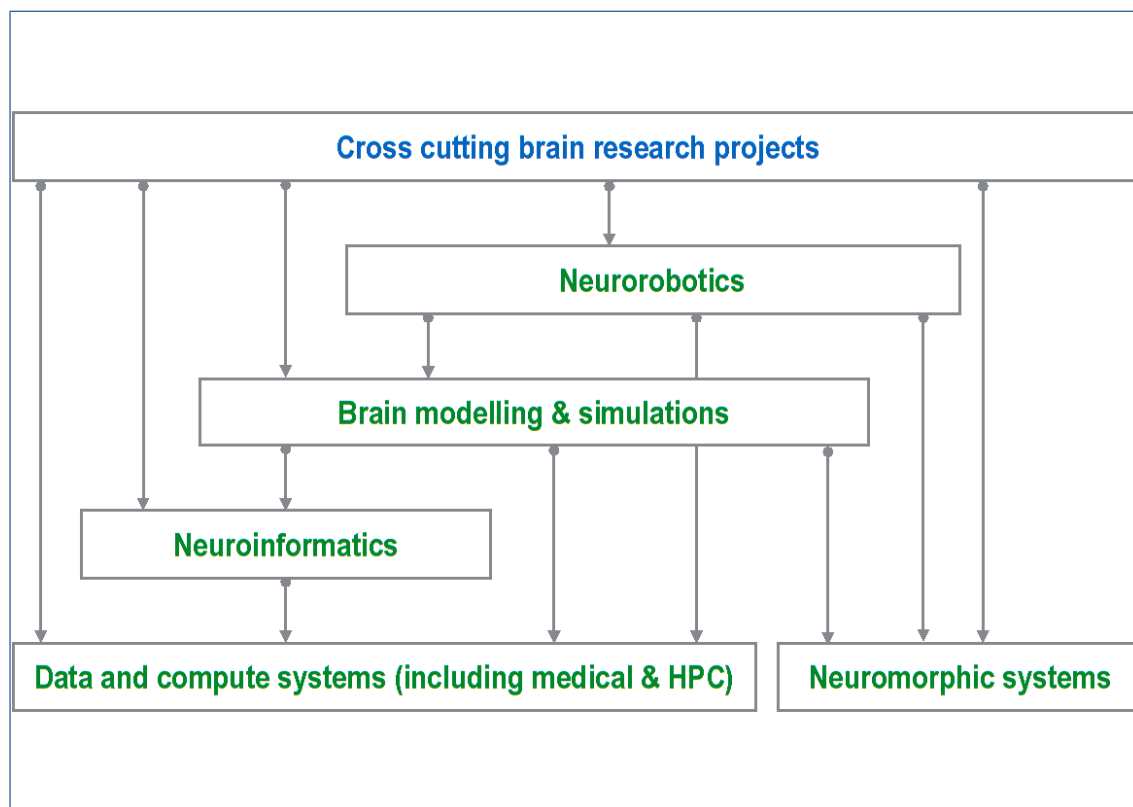 Cross cutting brain research projects
Neurorobotics
Brain modelling & simulations
Neuroinformatics
Data and compute systems (including medical & HPC)
Neuromorphic systems